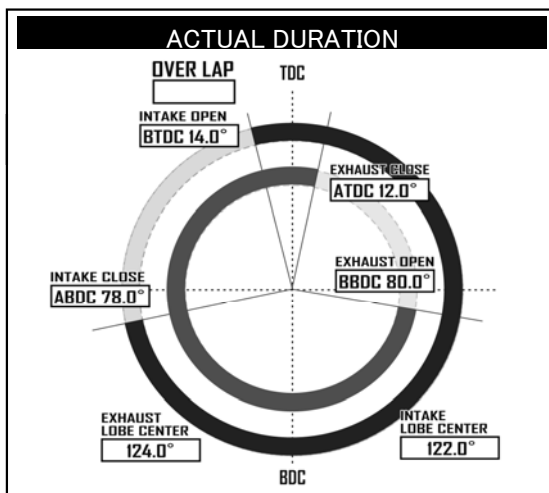 ACTUAL DURATION
OVER LAP
TDC
INTAKE OPEN
BTDC 14.0°
EXHAUST CLOSE
ATDC 12.0°
EXHAUST OPEN
BBDC 80.0°
INTAKE CLOSE
ABDC 78.0°
EXHAUST
LOBE CENTER
124.0°
INTAKE
LOBE CENTER
122.0°
BDC